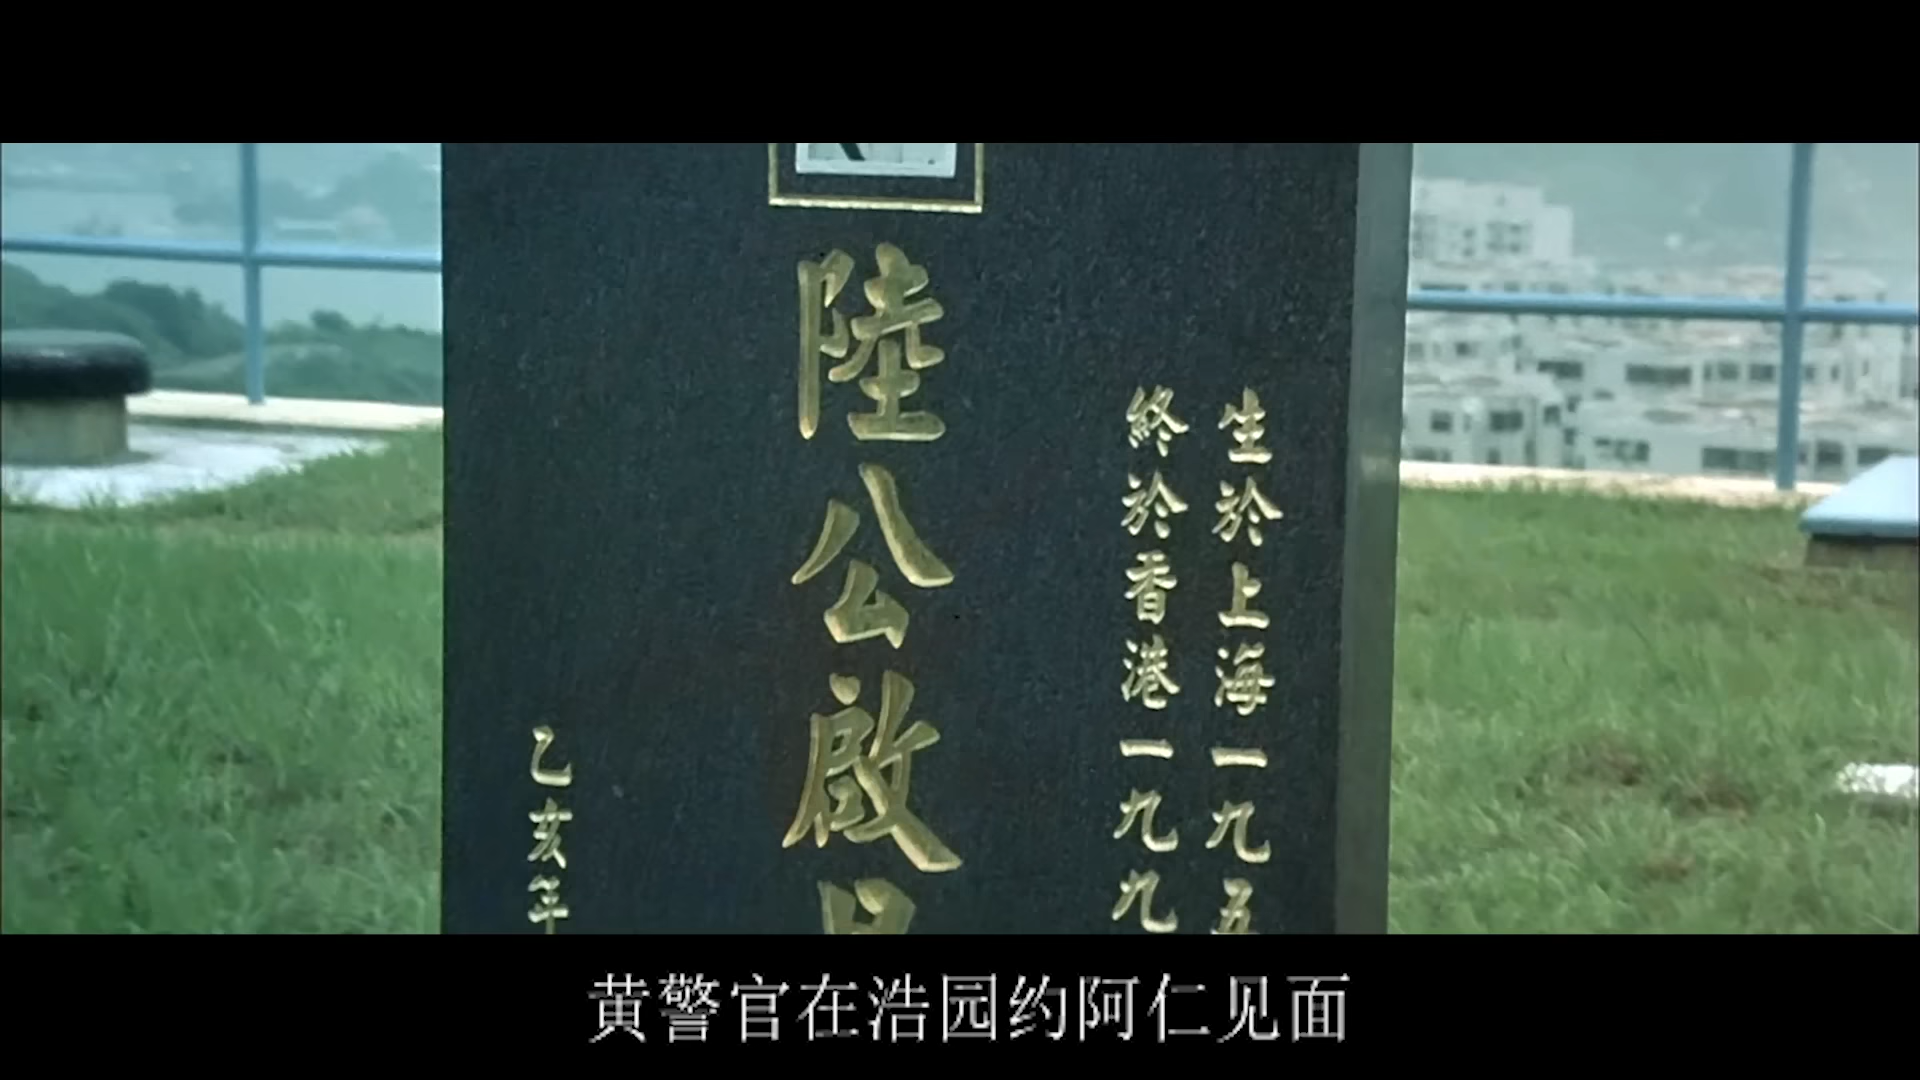 生於上海一九五
終於香港一九九
陸公啟
乙亥年
黄警官在浩园约阿仁见面